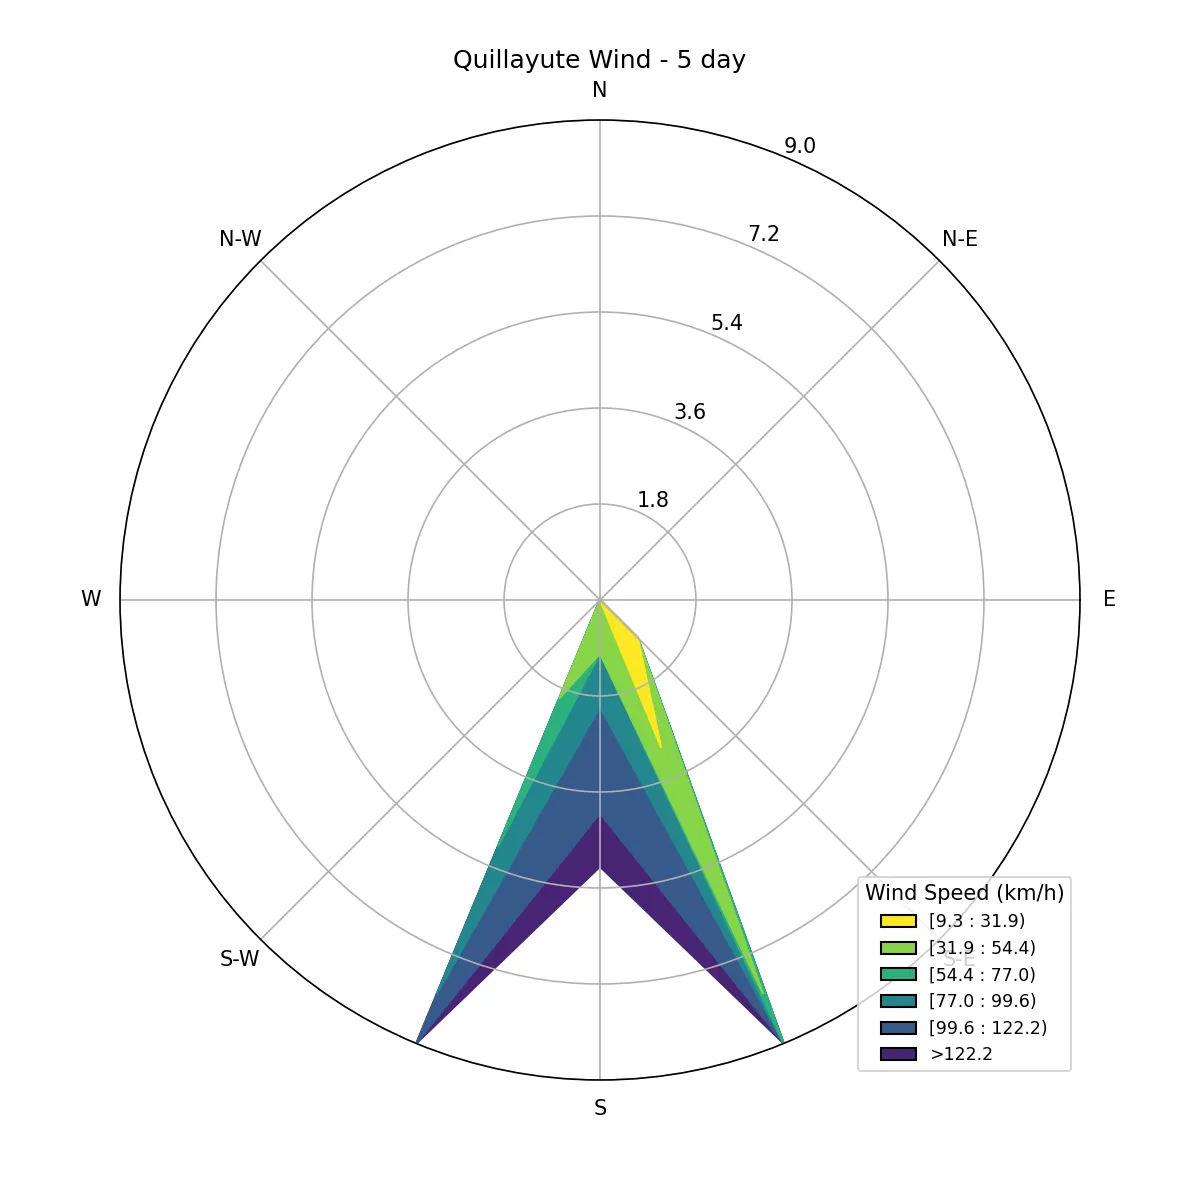 Quillayute Wind - 5 day
N
9.0
N-W
7.2
N-E
5.4
3.6
1.8
W
E
Wind Speed (km/h)
[9.3 : 31.9)
[31.9 : 54.4)
S-W
S-E
[54.4 : 77.0)
[77.0 : 99.6)
[99.6 : 122.2)
>122.2
S